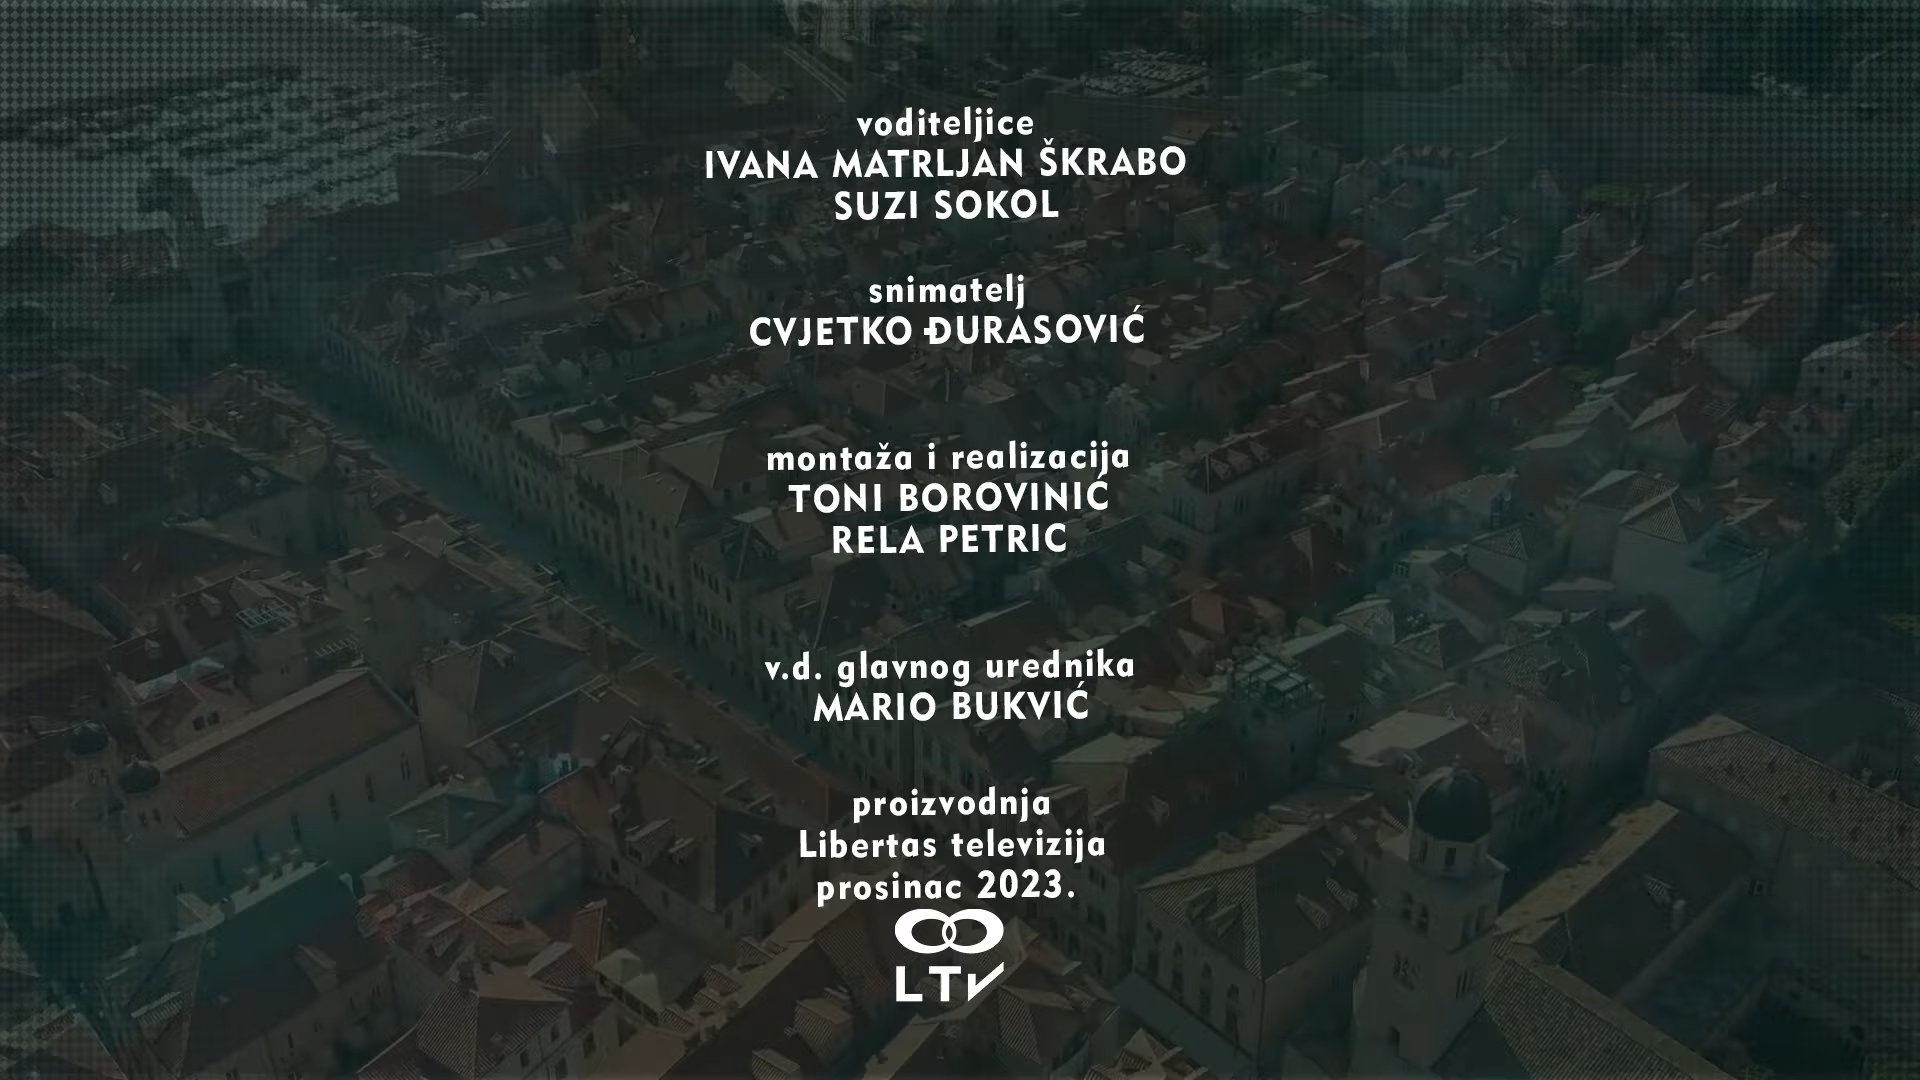 voditeljice
IVANA MATRLJAN ŠKRABO
SUZI SOKOL
snimatelj
CVJETKO ĐURASOVIĆ
montaža i realizacija
TONI BOROVINIĆ
RELA PETRIC
v.d. glavnog urednika
MARIO BUKVIĆ
proizvodnja
Libertas televizija
prosinac 2023.
LTV